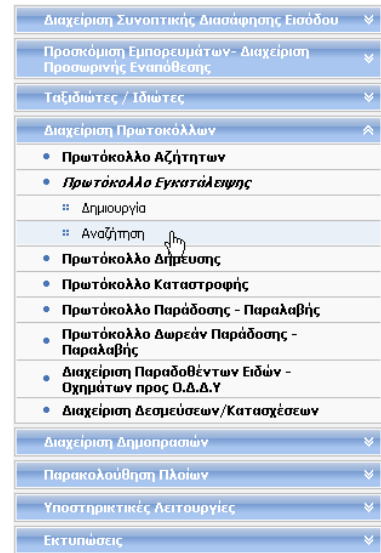 Διαχείριση Συνοπτικής Διασάφησης Εισόδου
Προσκόμιση Εμπορευμάτων- Διαχείριση
Προσωρινής Εναπόθεσης
Ταξιδιώτες / Ιδιώτες
Διαχείριση Πρωτοκόλλων
Πρωτόκολλο Αζήτητων
Πρωτόκολλο Εγκατάλειψης
Δημιουργία
Αναζήτηση
Πρωτόκολλο Δήμευσης
Πρωτόκολλο Καταστροφής
Πρωτόκολλο Παράδοσης - Παραλαβής
Πρωτόκολλο Δωρεάν Παράδοσης -
Παραλαβής
Διαχείριση Παραδοθέντων Ειδών -
Οχημάτων προς Ο.Δ.Δ.Υ
Διαχείριση Δεσμεύσεων/Κατασχέσεων
Διαχείριση Δημοπρασιών
Παρακολούθηση Πλοίων
Υποστηρικτικές Λειτουργίες
Εκτυπώσεις